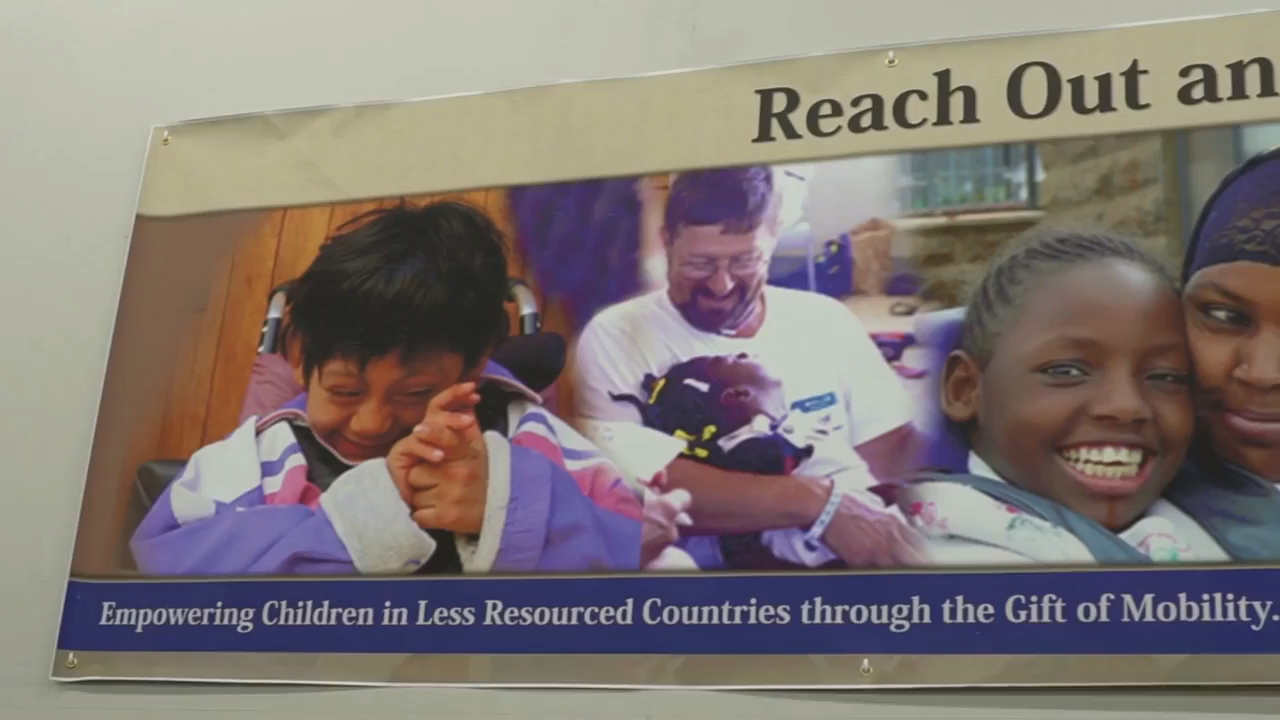 Reach Out an
Empowering Children in Less Resourced Countries through the Gift of Mobility.